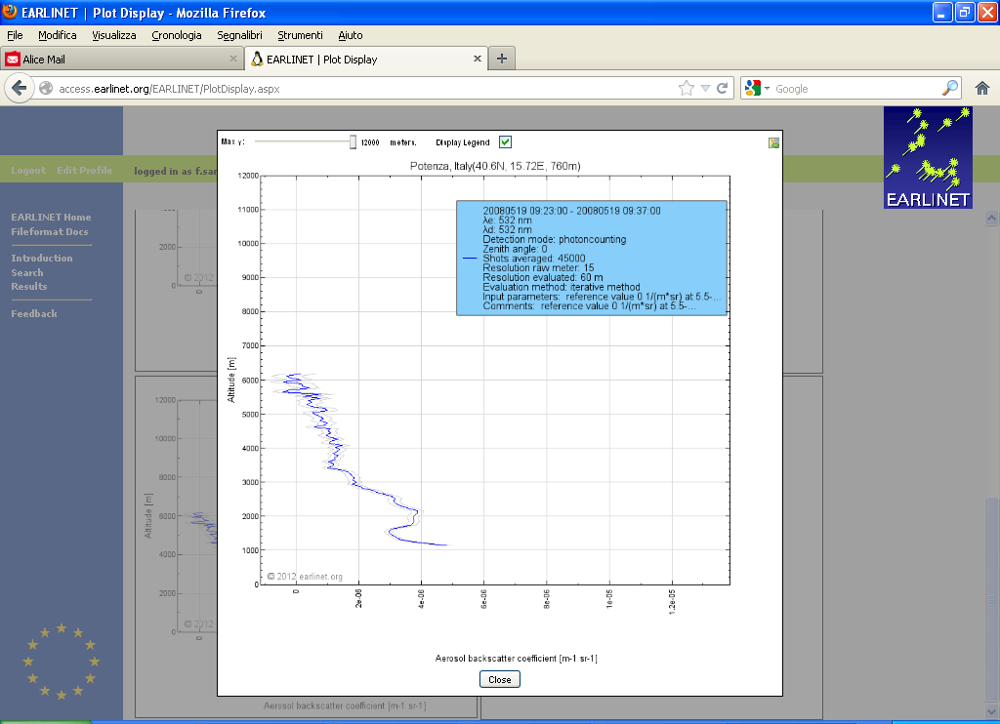 EARLINET | Plot Display - Mozilla Firefox
File Modifica Visualizza Cronologia Segnalibri Strumenti Aiuto
Alice Mail
EARLINET | Plot Display
access.earlinet.org/EARLINET/PlotDisplay.aspx
Google
EARLINET
Logout Edit Profile logged in as f.sar
EARLINET Home
Fileformat Docs
Introduction
Search
Results
Feedback
Max y: 12000 meters. Display Legend
Potenza, Italy(40.6N, 15.72E, 760m)
20080519 09:23:00 - 20080519 09:37:00
λe: 532 nm
λd: 532 nm
Detection mode: photoncounting
Zenith angle: 0
Shots averaged: 45000
Resolution raw meter: 15
Resolution evaluated: 60 m
Evaluation method: iterative method
Input parameters: reference value 0 1/(m*sr) at 5.5-...
Comments: reference value 0 1/(m*sr) at 5.5-...
Altitude [m]
12000
11000
10000
9000
8000
7000
6000
5000
4000
3000
2000
1000
0
© 2012 earlinet.org
0 2e-06 4e-06 6e-06 8e-06 1e-05 1.2e-05
Aerosol backscatter coefficient [m-1 sr-1]
Close
4000
2000
0
© 2012
0
Altitude [m]
12000
10000
8000
6000
4000
2000
0
© 2012
0
Aerosol backscatter coefficient [m-1 sr-1]